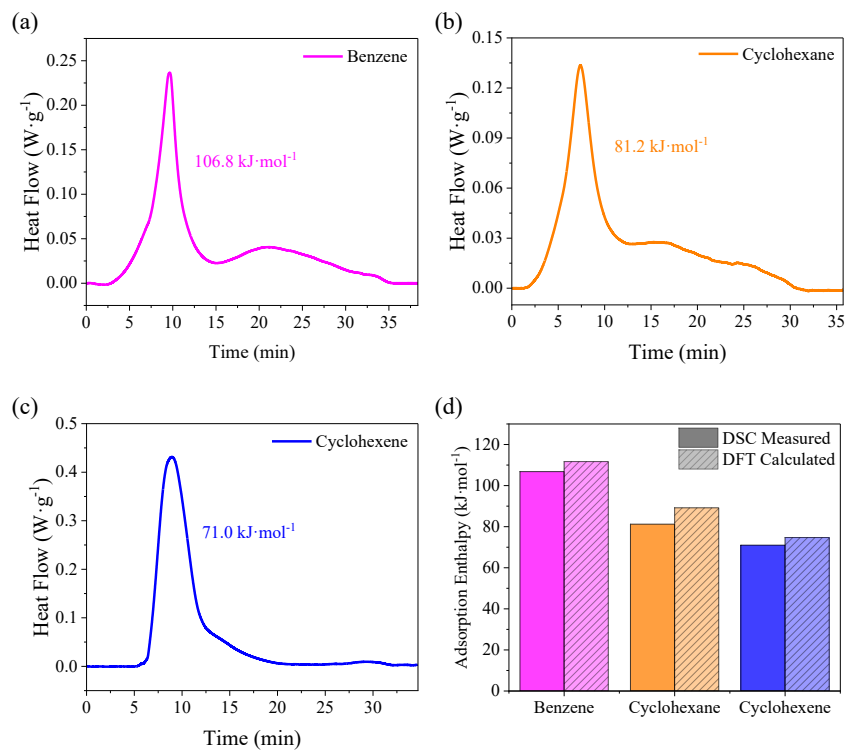 (a)
Benzene
106.8 kJ·mol⁻¹
Heat Flow (W·g⁻¹)
0.25
0.20
0.15
0.10
0.05
0.00
0 5 10 15 20 25 30 35
Time (min)
(b)
Cyclohexane
81.2 kJ·mol⁻¹
Heat Flow (W·g⁻¹)
0.15
0.12
0.09
0.06
0.03
0.00
0 5 10 15 20 25 30 35
Time (min)
(c)
Cyclohexene
71.0 kJ·mol⁻¹
Heat Flow (W·g⁻¹)
0.5
0.4
0.3
0.2
0.1
0.0
0 5 10 15 20 25 30
Time (min)
(d)
DSC Measured
DFT Calculated
Adsorption Enthalpy (kJ·mol⁻¹)
120
100
80
60
40
20
0
Benzene Cyclohexane Cyclohexene